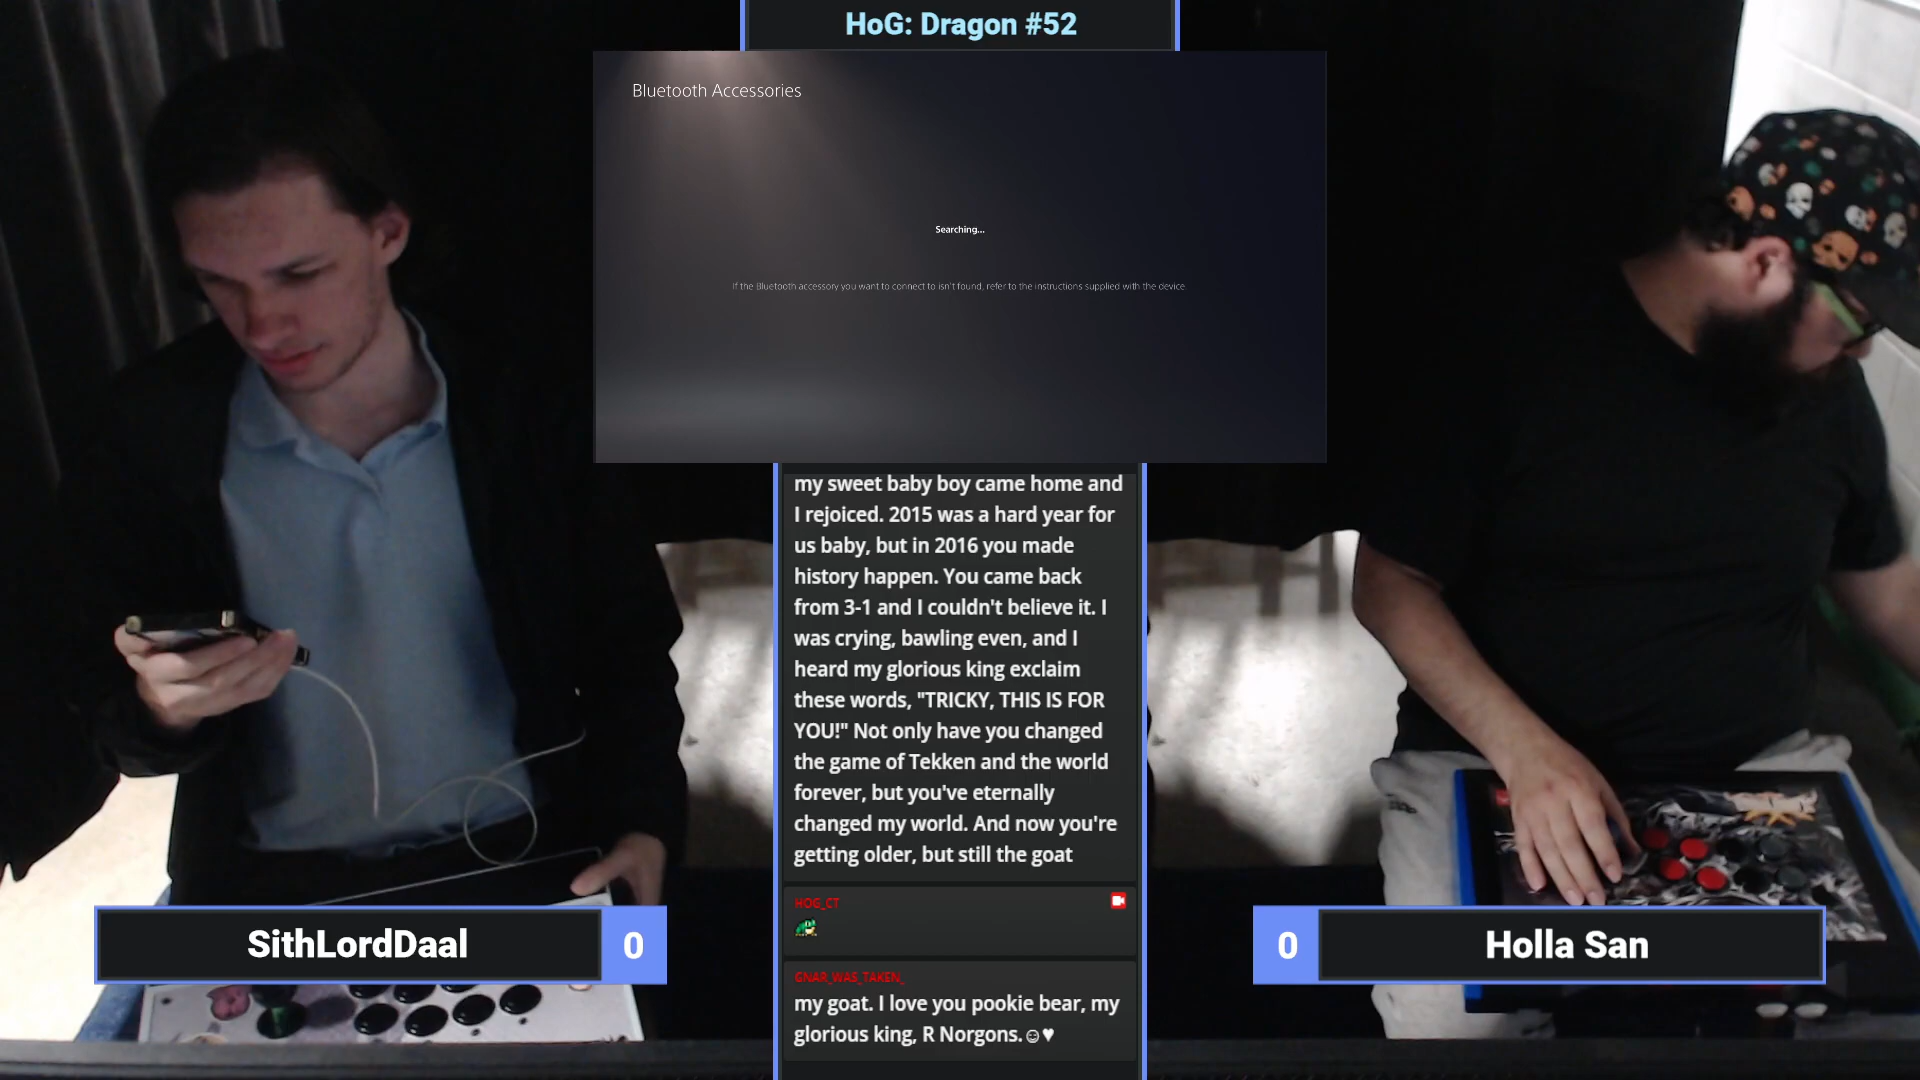 HoG: Dragon #52
Bluetooth Accessories
Searching...
If the Bluetooth accessory you want to connect to isn't found, refer to the instructions supplied with the device.
my sweet baby boy came home and
I rejoiced. 2015 was a hard year for
us baby, but in 2016 you made
history happen. You came back
from 3-1 and I couldn't believe it. I
was crying, bawling even, and I
heard my glorious king exclaim
these words, "TRICKY, THIS IS FOR
YOU!" Not only have you changed
the game of Tekken and the world
forever, but you've eternally
changed my world. And now you're
getting older, but still the goat
HOG_CT
GNAR_WAS_TAKEN_
my goat. I love you pookie bear, my
glorious king, R Norgons.☺♥
SithLordDaal
0
0
Holla San